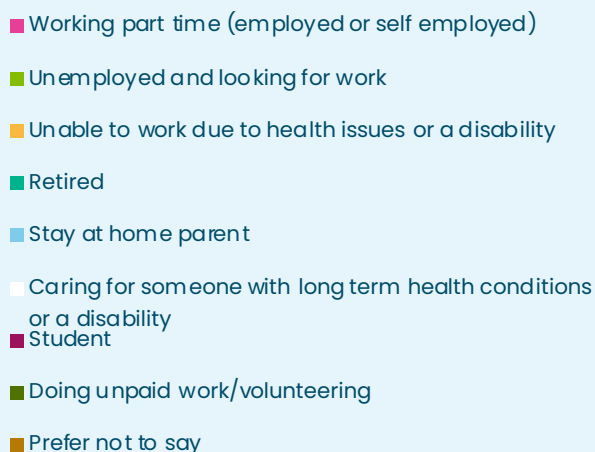 Working part time (employed or self employed)
Unemployed and looking for work
Unable to work due to health issues or a disability
Retired
Stay at home parent
Caring for someone with long term health conditions
or a disability
Student
Doing unpaid work/volunteering
Prefer not to say